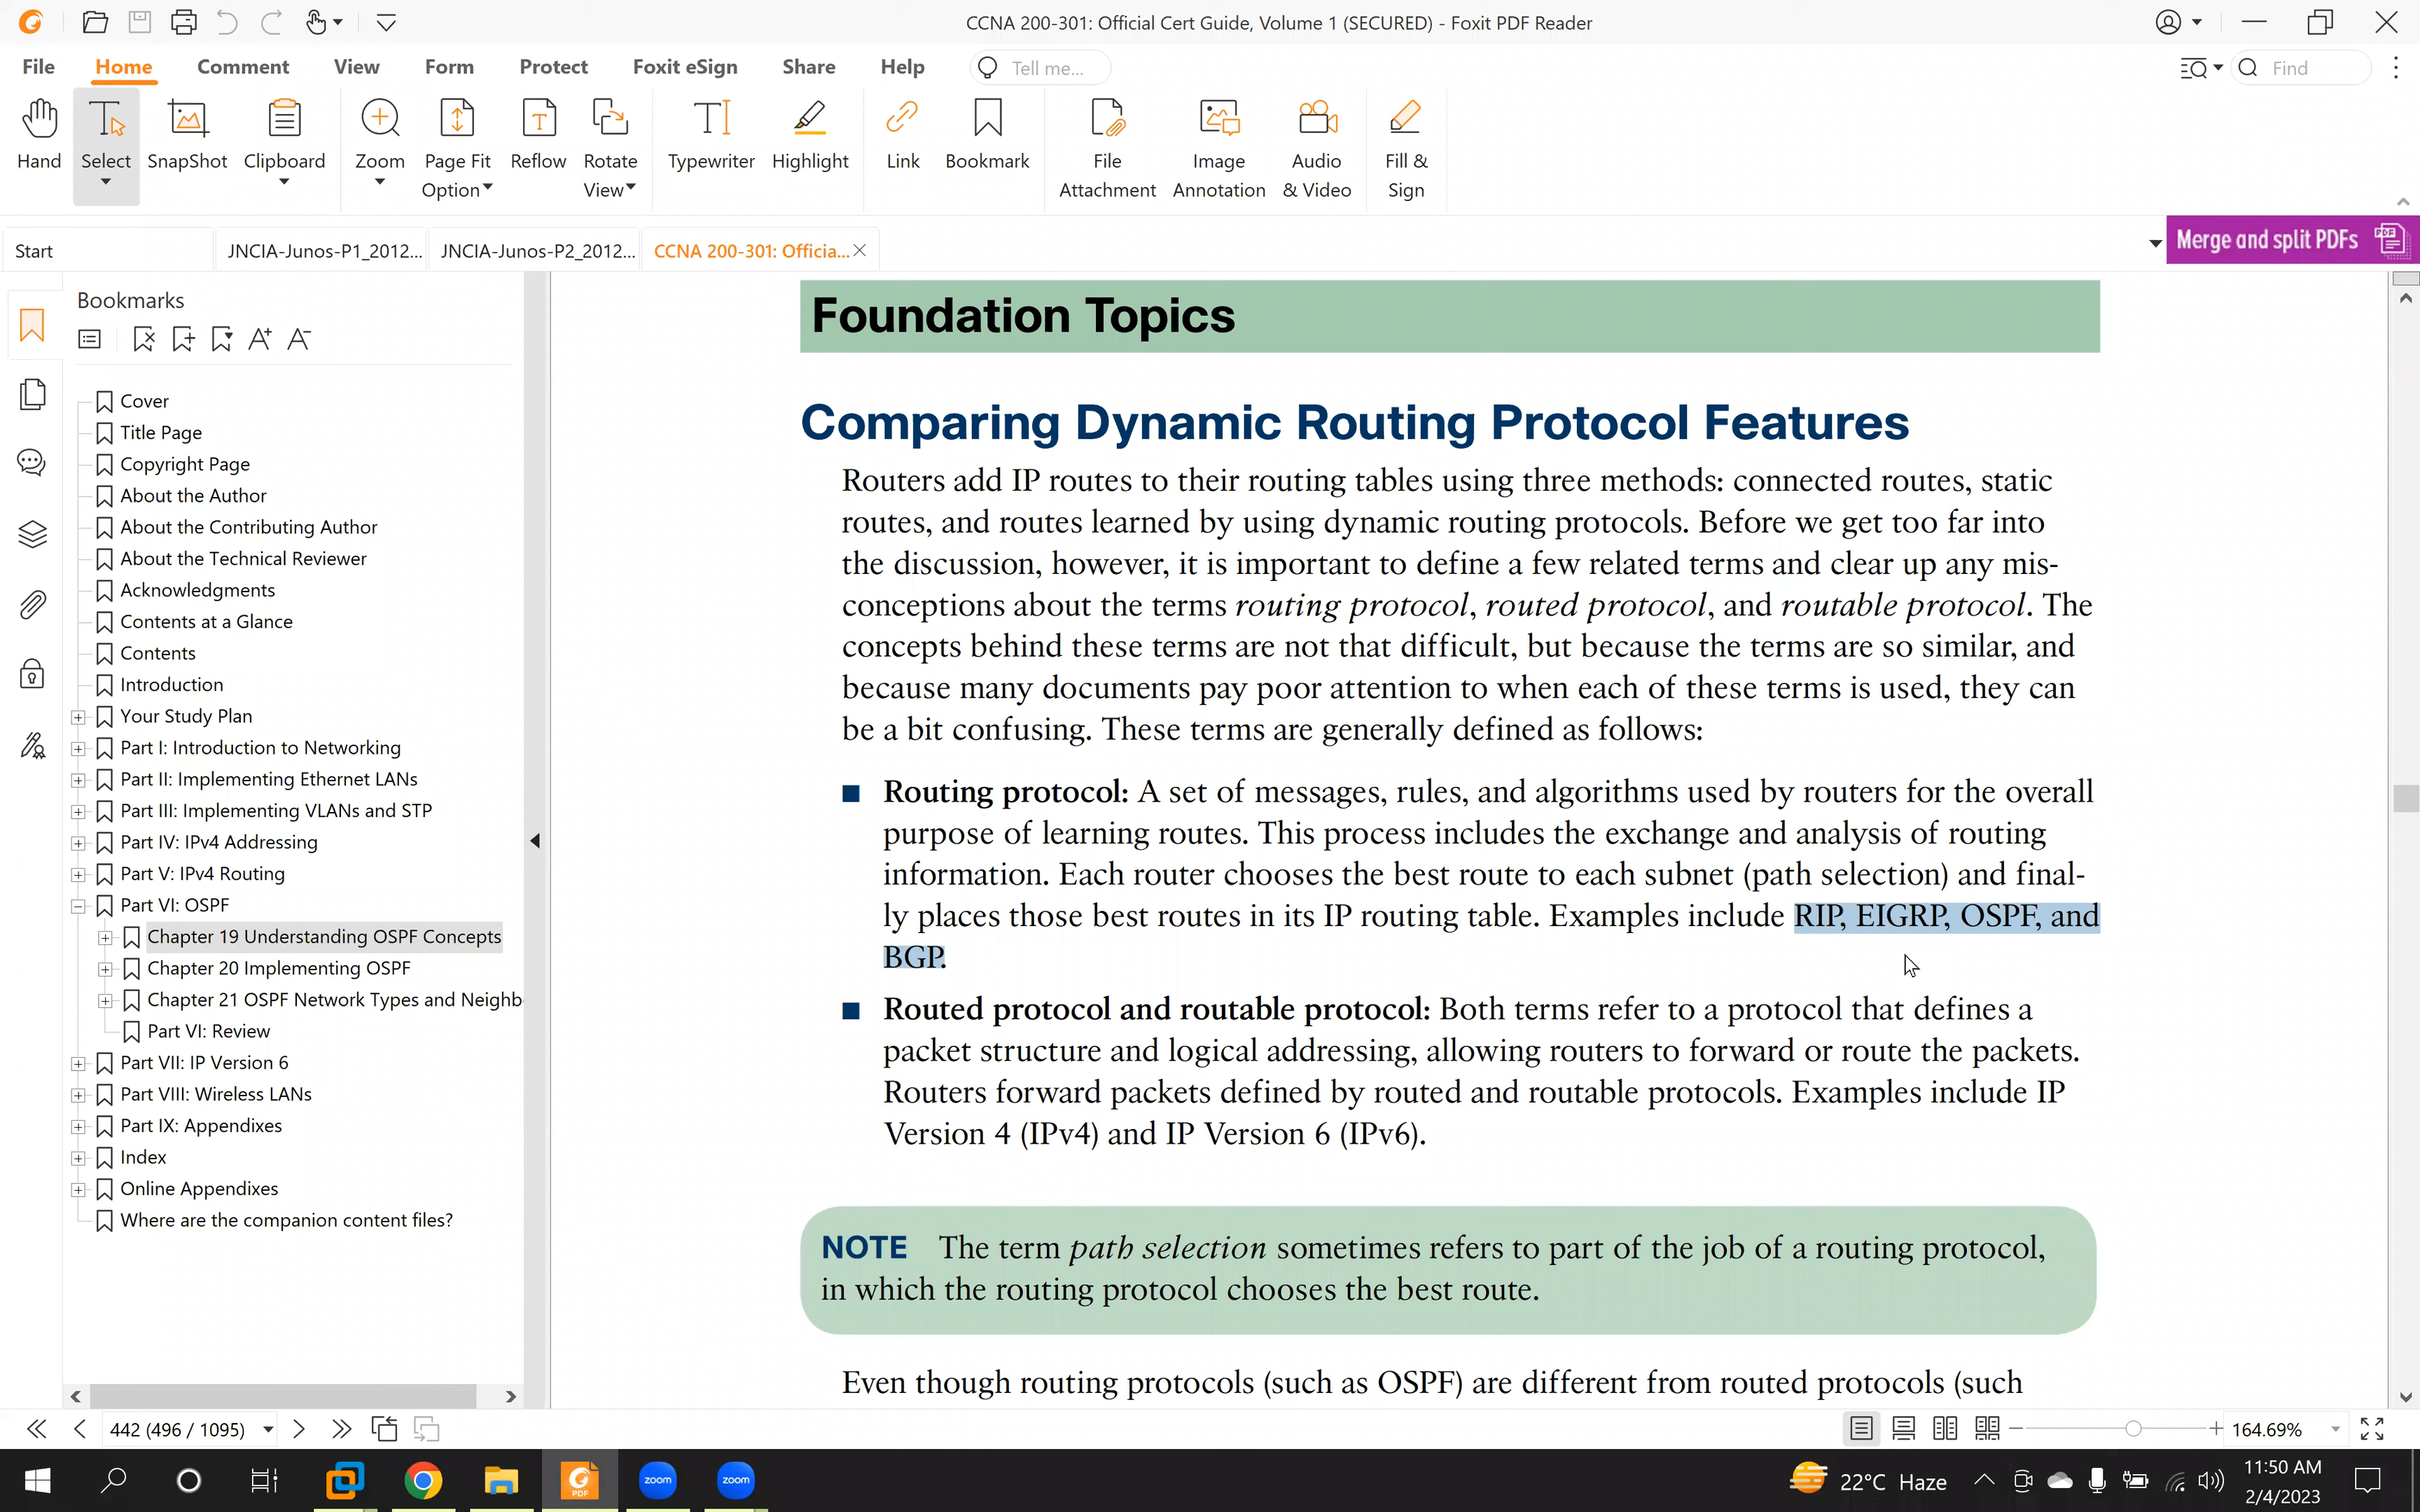 CCNA 200-301: Official Cert Guide, Volume 1 (SECURED) - Foxit PDF Reader
File Home Comment View Form Protect Foxit eSign Share Help Tell me... Find
Hand Select SnapShot Clipboard Zoom Page Fit Option Reflow Rotate View Typewriter Highlight Link Bookmark File Attachment Image Annotation Audio & Video Fill & Sign
Start JNCIA-Junos-P1_2012... JNCIA-Junos-P2_2012... CCNA 200-301: Officia... Merge and split PDFs
Bookmarks
Cover
Title Page
Copyright Page
About the Author
About the Contributing Author
About the Technical Reviewer
Acknowledgments
Contents at a Glance
Contents
Introduction
Your Study Plan
Part I: Introduction to Networking
Part II: Implementing Ethernet LANs
Part III: Implementing VLANs and STP
Part IV: IPv4 Addressing
Part V: IPv4 Routing
Part VI: OSPF
Chapter 19 Understanding OSPF Concepts
Chapter 20 Implementing OSPF
Chapter 21 OSPF Network Types and Neighb
Part VI: Review
Part VII: IP Version 6
Part VIII: Wireless LANs
Part IX: Appendixes
Index
Online Appendixes
Where are the companion content files?
Foundation Topics
Comparing Dynamic Routing Protocol Features
Routers add IP routes to their routing tables using three methods: connected routes, static
routes, and routes learned by using dynamic routing protocols. Before we get too far into
the discussion, however, it is important to define a few related terms and clear up any mis-
conceptions about the terms routing protocol, routed protocol, and routable protocol. The
concepts behind these terms are not that difficult, but because the terms are so similar, and
because many documents pay poor attention to when each of these terms is used, they can
be a bit confusing. These terms are generally defined as follows:
■ Routing protocol: A set of messages, rules, and algorithms used by routers for the overall
purpose of learning routes. This process includes the exchange and analysis of routing
information. Each router chooses the best route to each subnet (path selection) and final-
ly places those best routes in its IP routing table. Examples include RIP, EIGRP, OSPF, and
BGP.
■ Routed protocol and routable protocol: Both terms refer to a protocol that defines a
packet structure and logical addressing, allowing routers to forward or route the packets.
Routers forward packets defined by routed and routable protocols. Examples include IP
Version 4 (IPv4) and IP Version 6 (IPv6).
NOTE The term path selection sometimes refers to part of the job of a routing protocol,
in which the routing protocol chooses the best route.
Even though routing protocols (such as OSPF) are different from routed protocols (such
442 (496 / 1095) 164.69%
PDF zoom zoom 22°C Haze 11:50 AM
2/4/2023